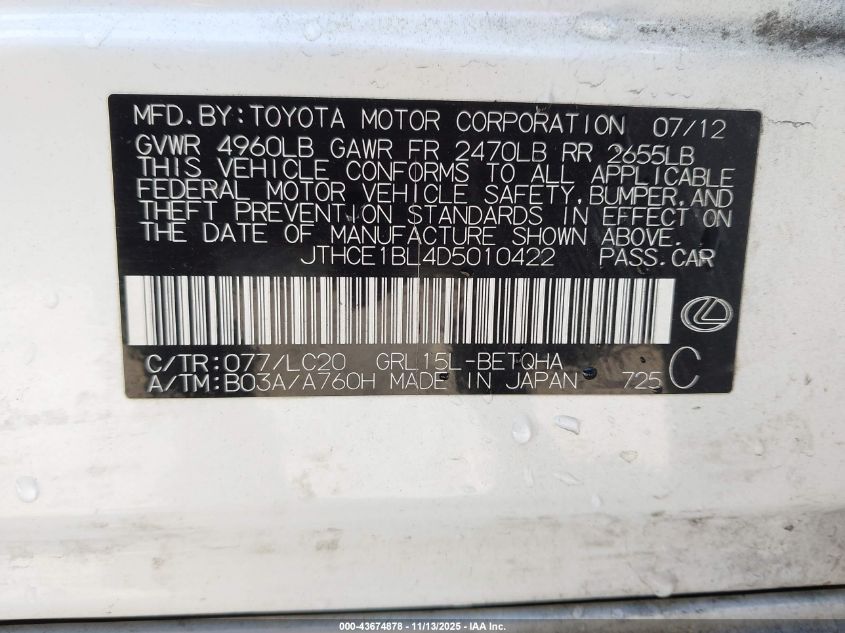 MFD. BY: TOYOTA MOTOR CORPORATION 07/12
GVWR 4960LB GAWR FR 2470LB RR 2655LB
THIS VEHICLE CONFORMS TO ALL APPLICABLE
FEDERAL MOTOR VEHICLE SAFETY, BUMPER, AND
THEFT PREVENTION STANDARDS IN EFFECT ON
THE DATE OF MANUFACTURE SHOWN ABOVE.
JTHCE1BL4D5010422 PASS. CAR
C/TR: 077/LC20 GRL15L-BETQHA
A/TM: B03A/A760H MADE IN JAPAN 725 C
000-43674878 - 11/13/2025 - IAA Inc.